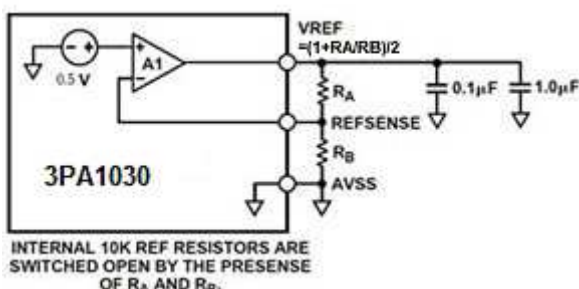 VREF
=(1+RA/RB)/2
- +
+
A1
0.5 V
-
RA
0.1µF
1.0µF
REFSENSE
RB
3PA1030
AVSS
INTERNAL 10K REF RESISTORS ARE
SWITCHED OPEN BY THE PRESENSE
OF RA AND RB.